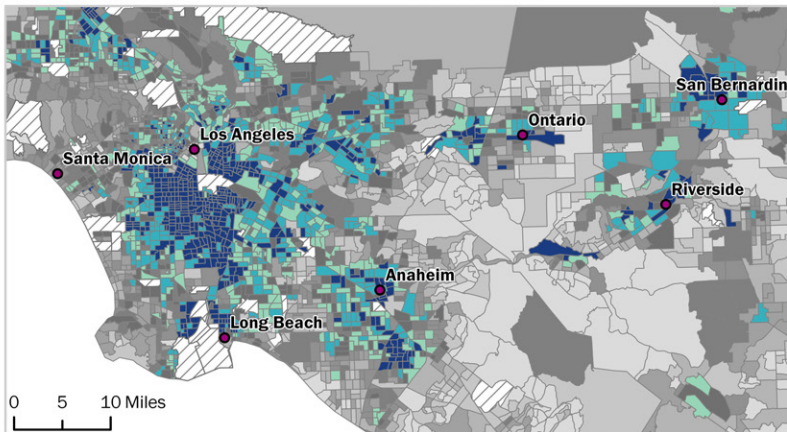 San Bernardin
Ontario
Los Angeles
Santa Monica
Riverside
Anaheim
Long Beach
0 5 10 Miles